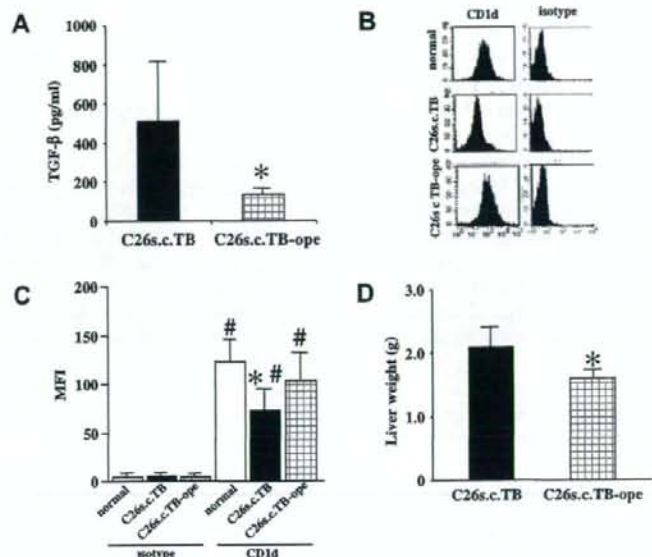 A
1000
800
600
400
200
0
TGF-β (pg/ml)
*
C26s.c.TB C26s.c.TB-ope
B
CD1d isotype
normal
C26s.c.TB
C26s c TB-ope
C
150
100
50
0
MFI
# * # #
normal C26s.c.TB C26s.c.TB-ope normal C26s.c.TB C26s.c.TB-ope
isotype CD1d
D
3.0
2.0
1.0
.0
Liver weight (g)
*
C26s.c.TB C26s.c.TB-ope